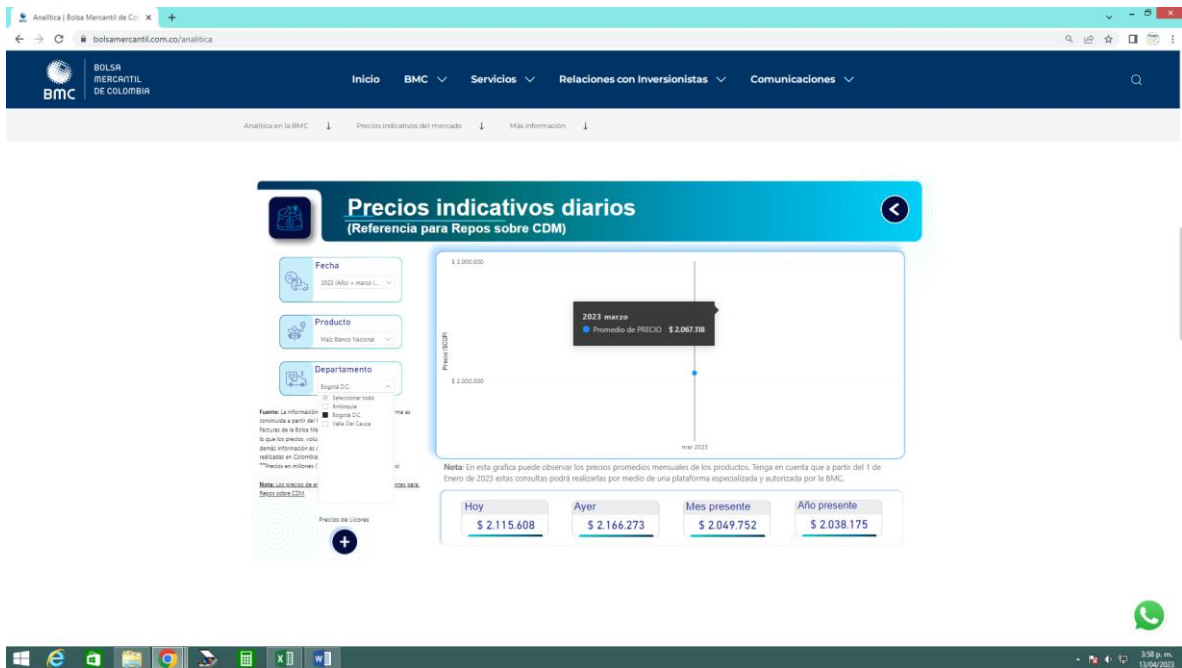 Analítica | Bolsa Mercantil de Co
bolsamercantil.com.co/analitica
BOLSA
MERCANTIL
DE COLOMBIA
BMC
Inicio BMC Servicios Relaciones con Inversionistas Comunicaciones
Analítica en la BMC Precios indicativos del mercado Más información
Precios indicativos diarios
(Referencia para Repos sobre CDM)
Fecha
2023 (Año) + marzo (...
Producto
Maíz Blanco Nacional
Departamento
Bogotá D.C.
Seleccionar todo
Antioquia
Bogotá D.C.
Valle Del Cauca
Fuente: La información
construida a partir del
Facturas de la Bolsa Me
lo que los precios, volú
demás información
realizadas en Colombia
**Precios en millones
Nota: Los precios de
Repos sobre CDM
Precios de Licores
$ 3.000.000
$ 2.000.000
Precio ($COP)
2023 marzo
Promedio de PRECIO $ 2.067.118
mar 2023
Nota: En esta grafica puede observar los precios promedios mensuales de los productos. Tenga en cuenta que a partir del 1 de
Enero de 2023 estas consultas podrá realizarlas por medio de una plataforma especializada y autorizada por la BMC.
Hoy Ayer Mes presente Año presente
$ 2.115.608 $ 2.166.273 $ 2.049.752 $ 2.038.175
3:58 p. m.
13/04/2023